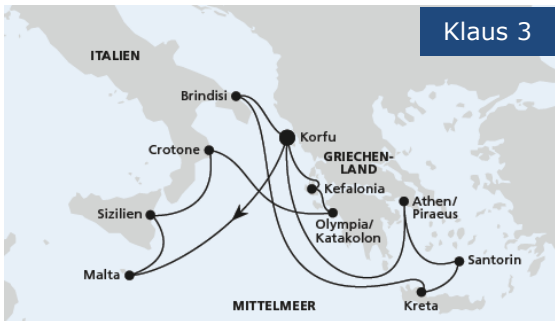 Klaus 3
ITALIEN
Brindisi
Korfu
Crotone
GRIECHEN-
LAND
Kefalonia
Athen/
Piraeus
Sizilien
Olympia/
Katakolon
Santorin
Malta
MITTELMEER
Kreta